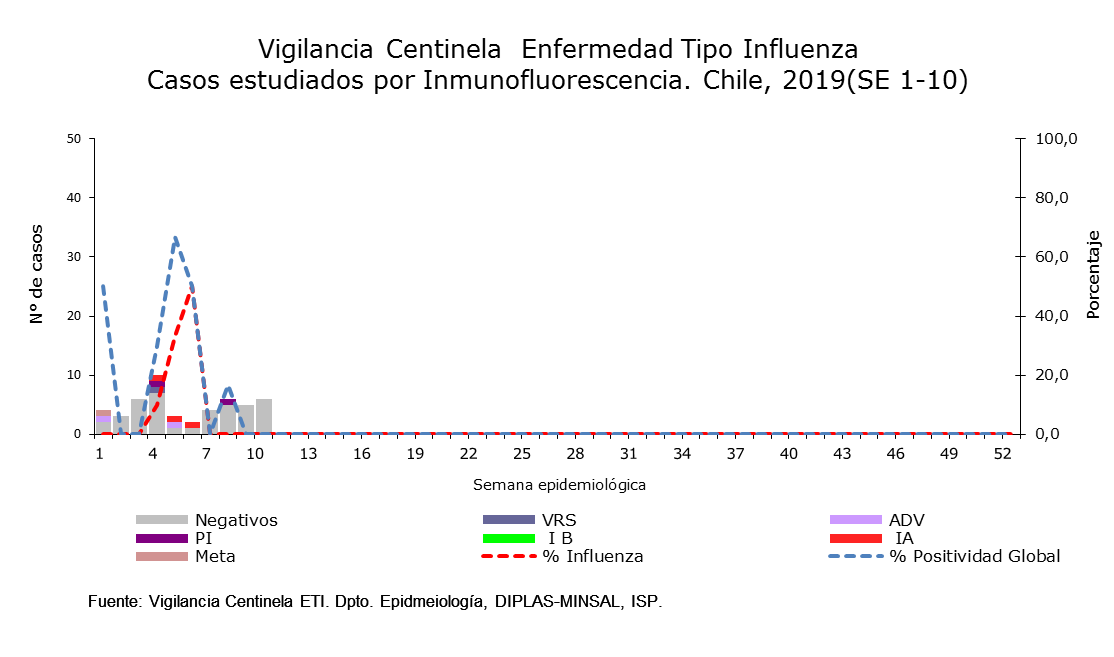 Vigilancia Centinela Enfermedad Tipo Influenza
Casos estudiados por Inmunofluorescencia. Chile, 2019(SE 1-10)
50
40
30
20
10
0
100,0
80,0
60,0
40,0
20,0
0,0
Nº de casos
Porcentaje
1 4 7 10 13 16 19 22 25 28 31 34 37 40 43 46 49 52
Semana epidemiológica
Negativos VRS ADV
PI I B IA
Meta % Influenza % Positividad Global
Fuente: Vigilancia Centinela ETI. Dpto. Epidmeiología, DIPLAS-MINSAL, ISP.